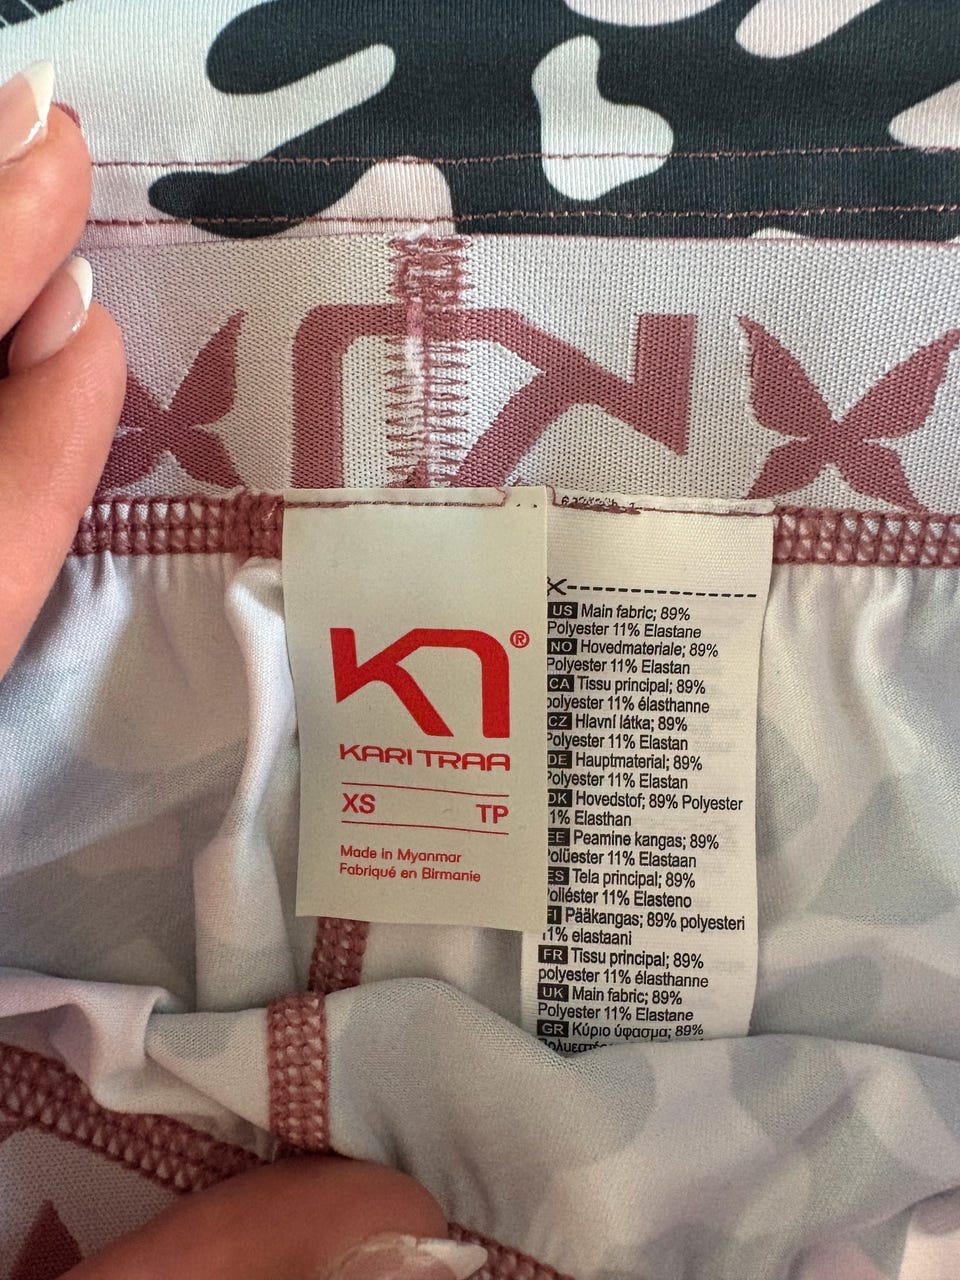 KARI TRAA
®
XS TP
Made in Myanmar
Fabriqué en Birmanie
US Main fabric; 89%
Polyester 11% Elastane
NO Hovedmateriale; 89%
Polyester 11% Elastan
CA Tissu principal; 89%
polyester 11% élasthanne
CZ Hlavní látka; 89%
Polyester 11% Elastan
DE Hauptmaterial; 89%
Polyester 11% Elastan
DK Hovedstof; 89% Polyester
1% Elasthan
EE Peamine kangas; 89%
Polüester 11% Elastaan
ES Tela principal; 89%
Poliéster 11% Elasteno
FI Pääkangas; 89% polyesteri
11% elastaani
FR Tissu principal; 89%
polyester 11% élasthanne
UK Main fabric; 89%
Polyester 11% Elastane
GR Κύριο ύφασμα; 89%